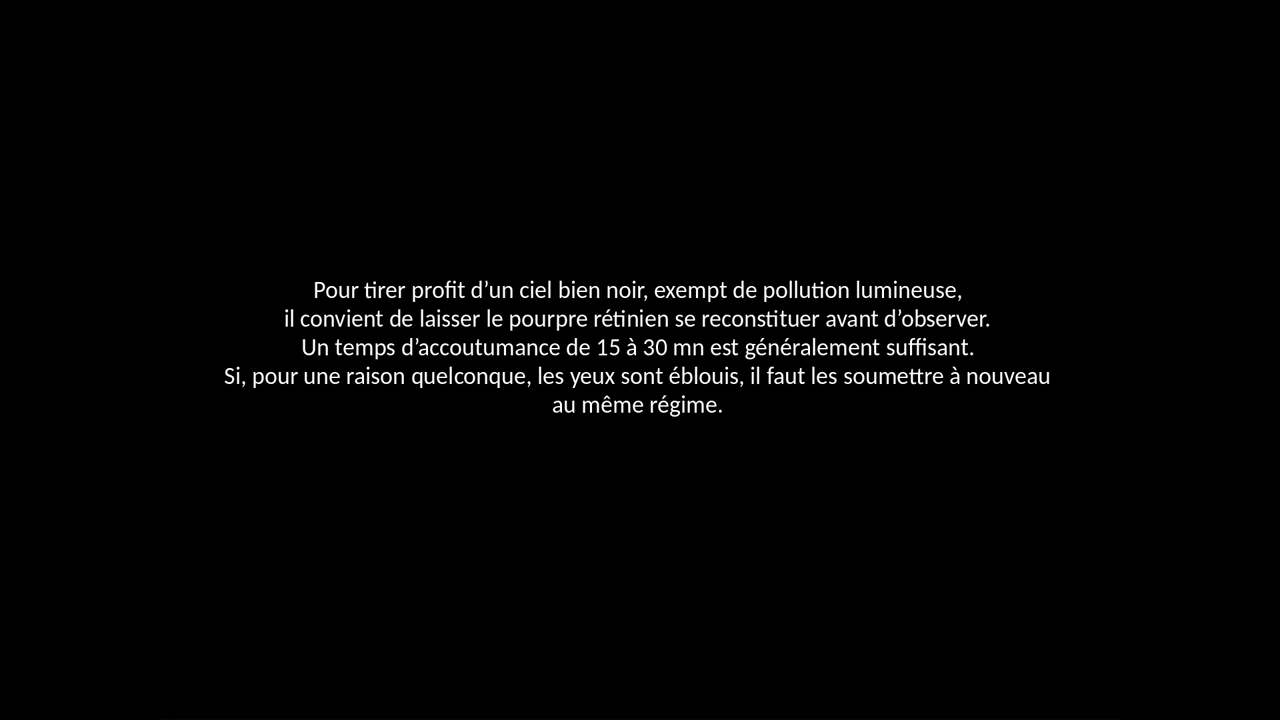 Pour tirer profit d’un ciel bien noir, exempt de pollution lumineuse,
il convient de laisser le pourpre rétinien se reconstituer avant d’observer.
Un temps d’accoutumance de 15 à 30 mn est généralement suffisant.
Si, pour une raison quelconque, les yeux sont éblouis, il faut les soumettre à nouveau
au même régime.